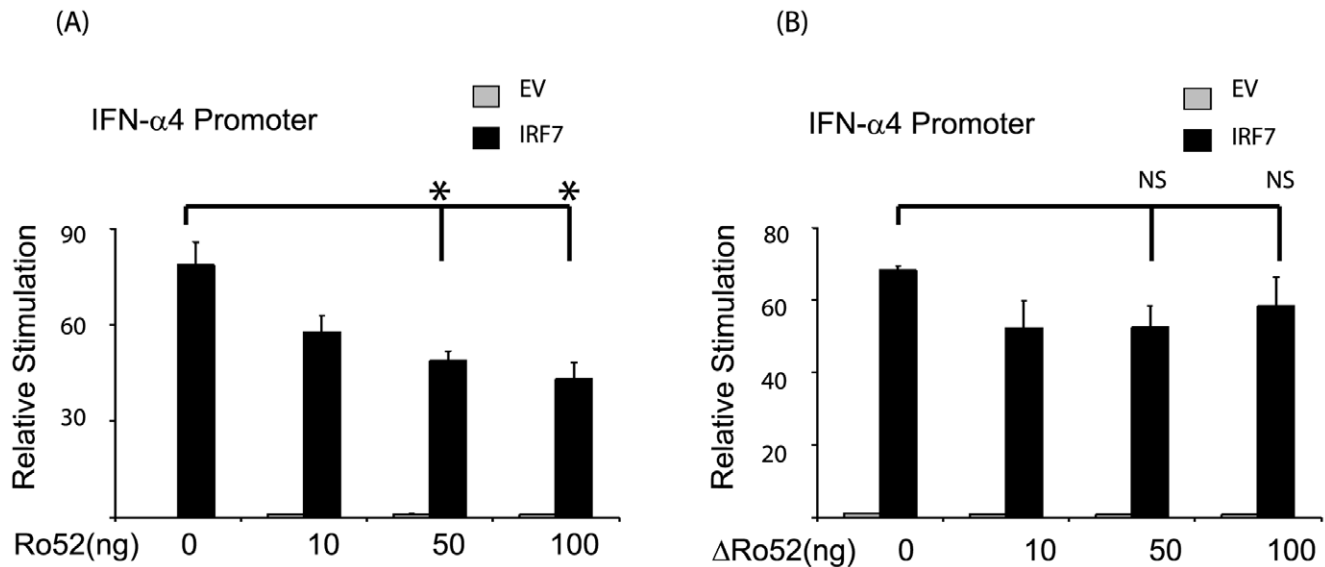 (A)
EV
IRF7
IFN-α4 Promoter
* *
90
60
30
Relative Stimulation
Ro52(ng) 0 10 50 100
(B)
EV
IRF7
IFN-α4 Promoter
NS NS
80
60
40
20
Relative Stimulation
ΔRo52(ng) 0 10 50 100